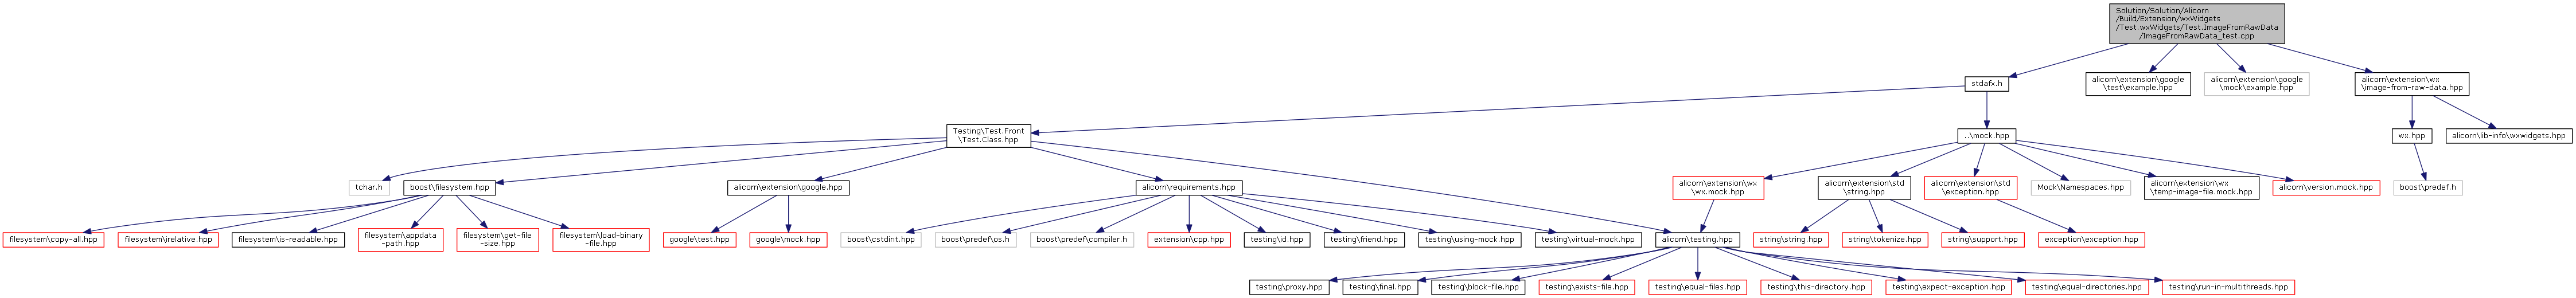 Solution/Solution/Alicorn
/Build/Extension/wxWidgets
/Test.wxWidgets/Test.ImageFromRawData
/ImageFromRawData_test.cpp
stdafx.h
alicorn\extension\google
\test\example.hpp
alicorn\extension\google
\mock\example.hpp
alicorn\extension\wx
\image-from-raw-data.hpp
Testing\Test.Front
\Test.Class.hpp
..\mock.hpp
wx.hpp
alicorn\lib-info\wxwidgets.hpp
tchar.h
boost\filesystem.hpp
alicorn\extension\google.hpp
alicorn\requirements.hpp
alicorn\extension\wx
\wx.mock.hpp
alicorn\extension\std
\string.hpp
alicorn\extension\std
\exception.hpp
Mock\Namespaces.hpp
alicorn\extension\wx
\temp-image-file.mock.hpp
alicorn\version.mock.hpp
boost\predef.h
filesystem\copy-all.hpp
filesystem\irelative.hpp
filesystem\is-readable.hpp
filesystem\appdata
-path.hpp
filesystem\get-file
-size.hpp
filesystem\load-binary
-file.hpp
google\test.hpp
google\mock.hpp
boost\cstdint.hpp
boost\predef\os.h
boost\predef\compiler.h
extension\cpp.hpp
testing\id.hpp
testing\friend.hpp
testing\using-mock.hpp
testing\virtual-mock.hpp
alicorn\testing.hpp
string\string.hpp
string\tokenize.hpp
string\support.hpp
exception\exception.hpp
testing\proxy.hpp
testing\final.hpp
testing\block-file.hpp
testing\exists-file.hpp
testing\equal-files.hpp
testing\this-directory.hpp
testing\expect-exception.hpp
testing\equal-directories.hpp
testing\run-in-multithreads.hpp